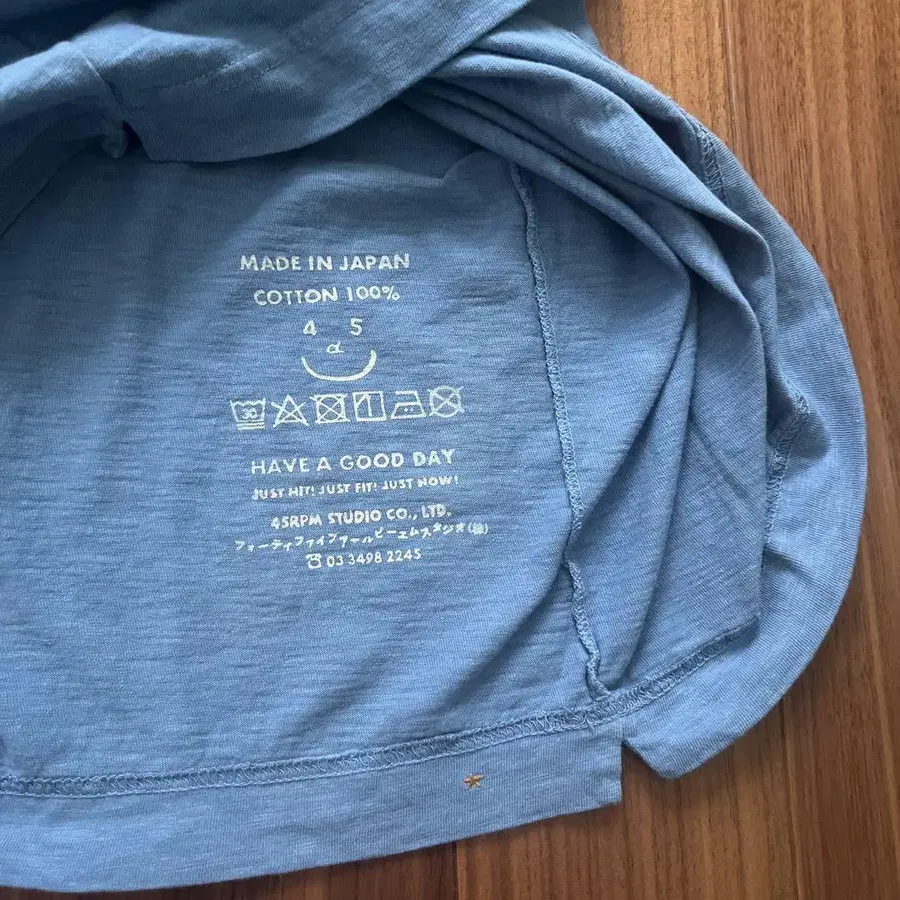 MADE IN JAPAN
COTTON 100%
4 5
d
30
HAVE A GOOD DAY
JUST HIT! JUST FIT! JUST NOW!
45RPM STUDIO CO., LTD.
フォーティファイブアールピーエムスタジオ(株)
☎ 03 3498 2245